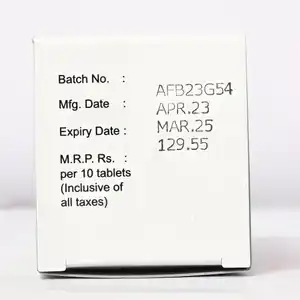 Batch No. : AFB23G54
Mfg. Date : APR.23
Expiry Date : MAR.25
M.R.P. Rs. : 129.55
per 10 tablets
(Inclusive of
all taxes)